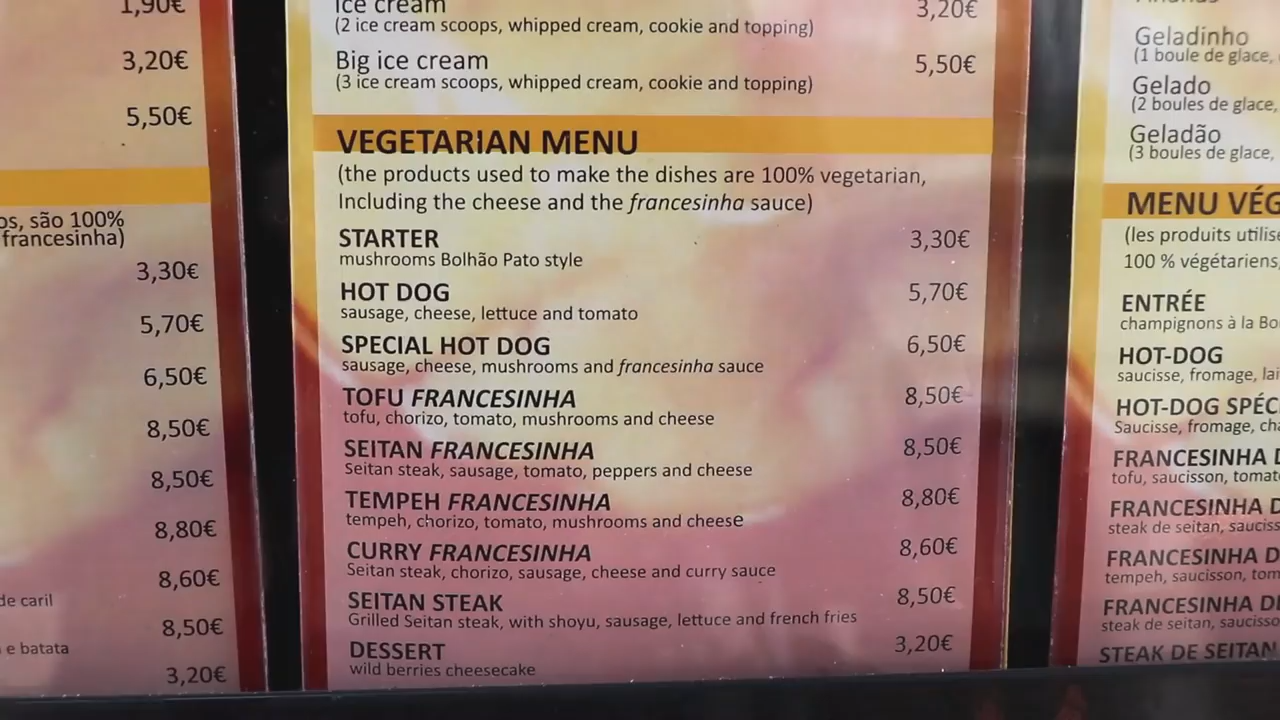 1,90€
3,20€
5,50€
os, são 100%
francesinha)
3,30€
5,70€
6,50€
8,50€
8,50€
8,80€
8,60€
de caril
8,50€
e batata
3,20€
Ice cream 3,20€
(2 ice cream scoops, whipped cream, cookie and topping)
Big ice cream 5,50€
(3 ice cream scoops, whipped cream, cookie and topping)
VEGETARIAN MENU
(the products used to make the dishes are 100% vegetarian,
Including the cheese and the francesinha sauce)
STARTER 3,30€
mushrooms Bolhão Pato style
HOT DOG 5,70€
sausage, cheese, lettuce and tomato
SPECIAL HOT DOG 6,50€
sausage, cheese, mushrooms and francesinha sauce
TOFU FRANCESINHA 8,50€
tofu, chorizo, tomato, mushrooms and cheese
SEITAN FRANCESINHA 8,50€
Seitan steak, sausage, tomato, peppers and cheese
TEMPEH FRANCESINHA 8,80€
tempeh, chorizo, tomato, mushrooms and cheese
CURRY FRANCESINHA 8,60€
Seitan steak, chorizo, sausage, cheese and curry sauce
SEITAN STEAK 8,50€
Grilled Seitan steak, with shoyu, sausage, lettuce and french fries
DESSERT 3,20€
wild berries cheesecake
Geladinho
(1 boule de glace,
Gelado
(2 boules de glace,
Geladão
(3 boules de glace,
MENU VÉG
(les produits utilisé
100 % végétariens,
ENTRÉE
champignons à la Bo
HOT-DOG
saucisse, fromage, lai
HOT-DOG SPÉC
Saucisse, fromage, cha
FRANCESINHA D
tofu, saucisson, tomat
FRANCESINHA D
steak de seitan, sauciss
FRANCESINHA D
tempeh, saucisson, tom
FRANCESINHA D
steak de seitan, saucisso
STEAK DE SEITAN